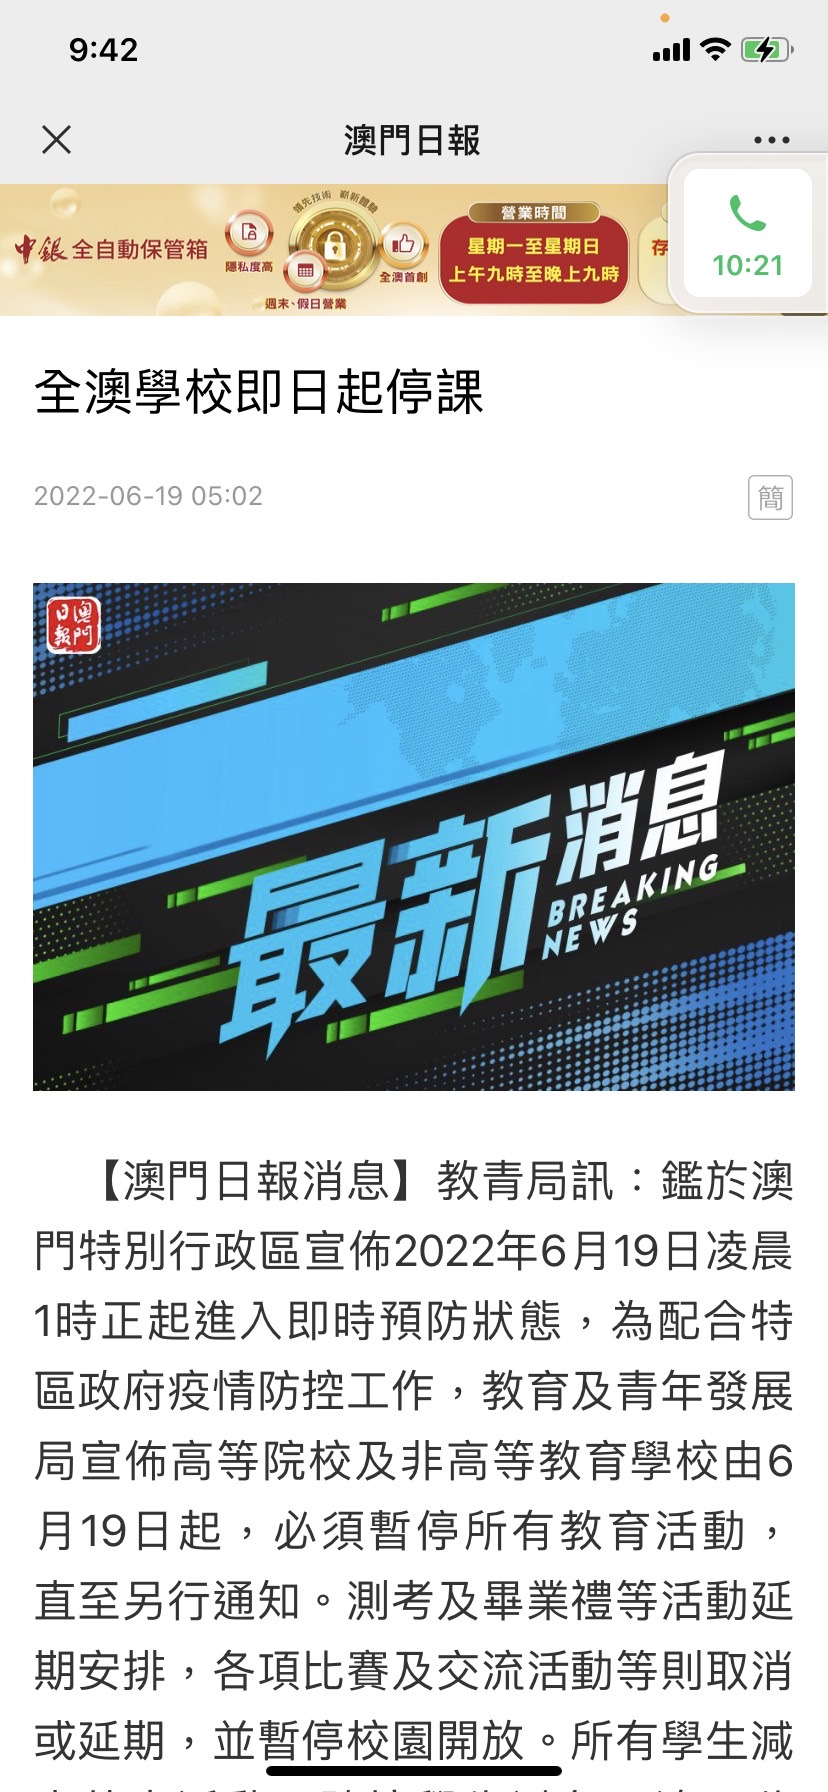 9:42
澳門日報
領先技術 嶄新體驗
中銀 全自動保管箱
隱私度高
週末、假日營業
全澳首創
營業時間
星期一至星期日
上午九時至晚上九時
存
10:21
全澳學校即日起停課
2022-06-19 05:02
簡
澳門日報
最新消息
BREAKING
NEWS
【澳門日報消息】教青局訊：鑑於澳
門特別行政區宣佈2022年6月19日凌晨
1時正起進入即時預防狀態，為配合特
區政府疫情防控工作，教育及青年發展
局宣佈高等院校及非高等教育學校由6
月19日起，必須暫停所有教育活動，
直至另行通知。測考及畢業禮等活動延
期安排，各項比賽及交流活動等則取消
或延期，並暫停校園開放。所有學生減